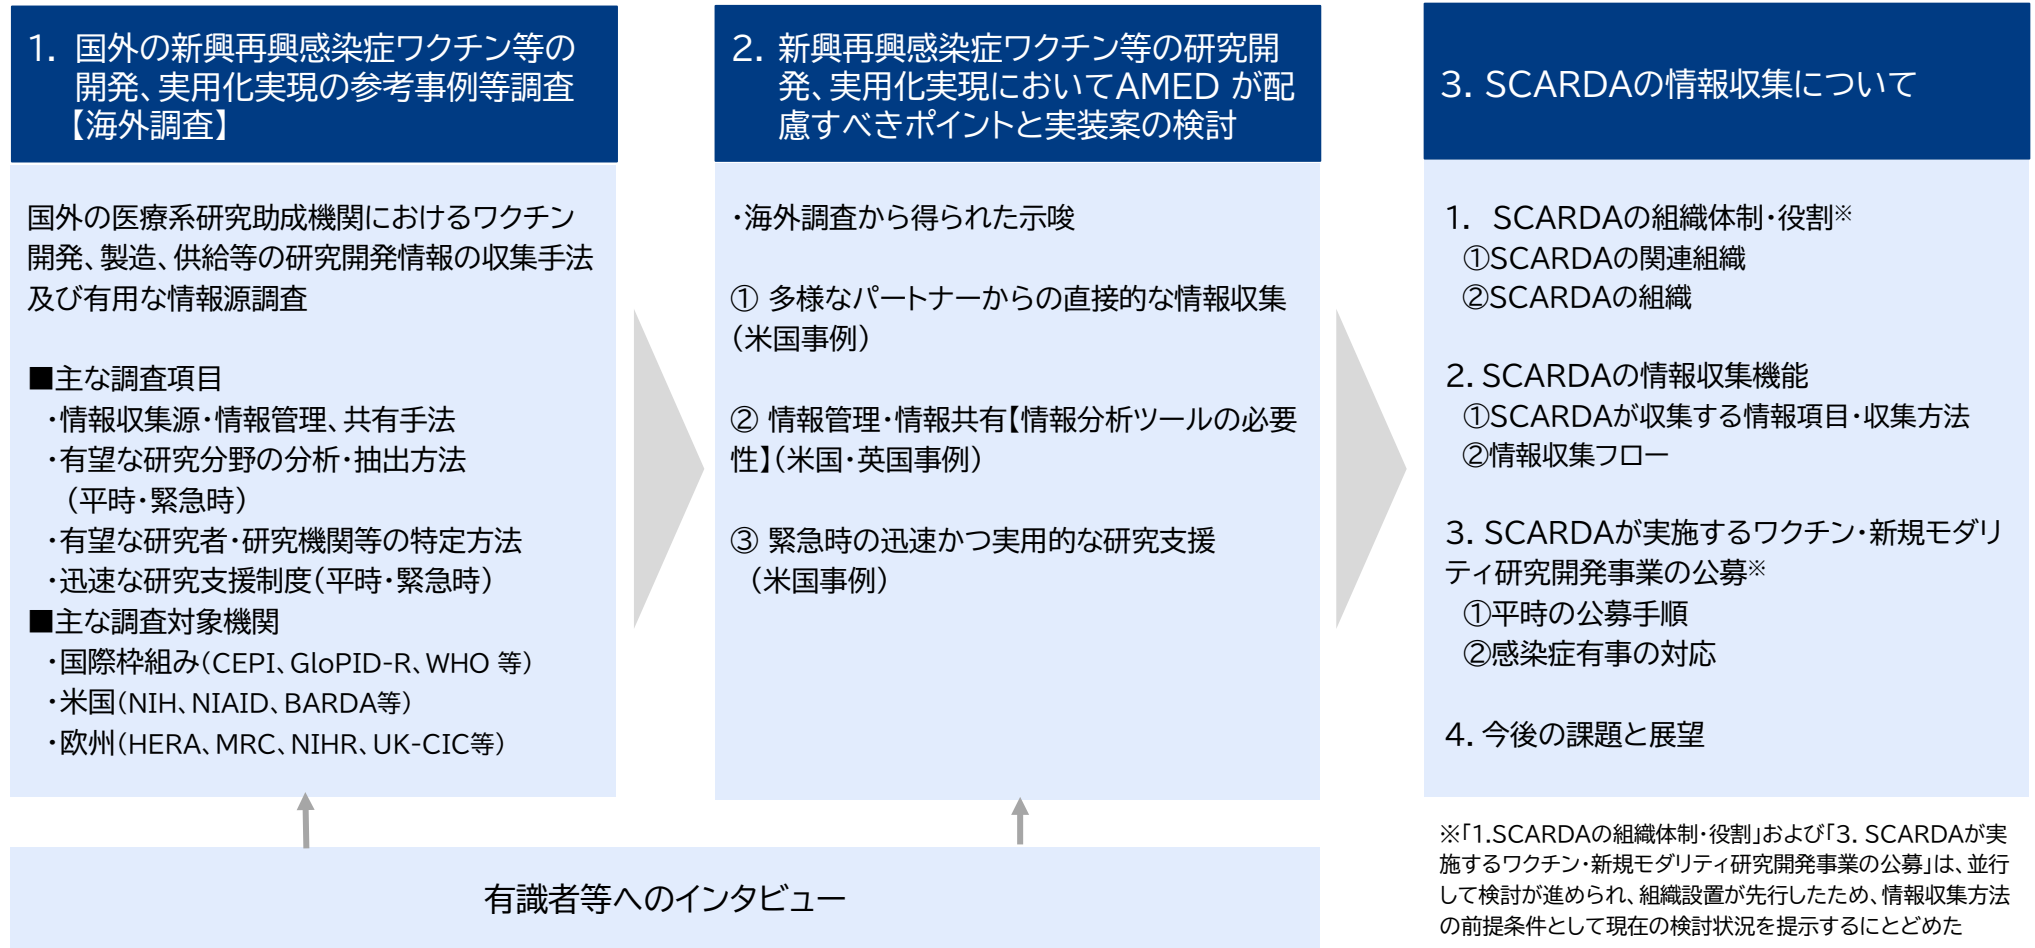 1. 国外の新興再興感染症ワクチン等の
開発、実用化実現の参考事例等調査
【海外調査】
国外の医療系研究助成機関におけるワクチン
開発、製造、供給等の研究開発情報の収集手法
及び有用な情報源調査
■主な調査項目
・情報収集源・情報管理、共有手法
・有望な研究分野の分析・抽出方法
（平時・緊急時）
・有望な研究者・研究機関等の特定方法
・迅速な研究支援制度（平時・緊急時）
■主な調査対象機関
・国際枠組み（CEPI、GloPID-R、WHO 等）
・米国（NIH、NIAID、BARDA等）
・欧州（HERA、MRC、NIHR、UK-CIC等）
2. 新興再興感染症ワクチン等の研究開
発、実用化実現においてAMED が配
慮すべきポイントと実装案の検討
・海外調査から得られた示唆
① 多様なパートナーからの直接的な情報収集
（米国事例）
② 情報管理・情報共有【情報分析ツールの必要
性】（米国・英国事例）
③ 緊急時の迅速かつ実用的な研究支援
（米国事例）
有識者等へのインタビュー
3. SCARDAの情報収集について
1. SCARDAの組織体制・役割※
①SCARDAの関連組織
②SCARDAの組織
2. SCARDAの情報収集機能
①SCARDAが収集する情報項目・収集方法
②情報収集フロー
3. SCARDAが実施するワクチン・新規モダリ
ティ研究開発事業の公募※
①平時の公募手順
②感染症有事の対応
4. 今後の課題と展望
※「1.SCARDAの組織体制・役割」および「3. SCARDAが実
施するワクチン・新規モダリティ研究開発事業の公募」は、並行
して検討が進められ、組織設置が先行したため、情報収集方法
の前提条件として現在の検討状況を提示するにとどめた